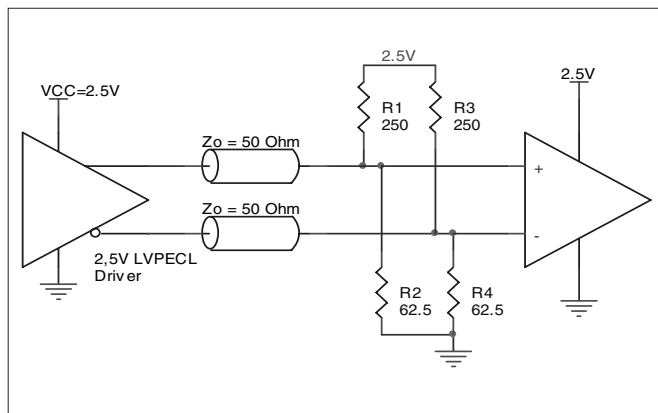 2.5V
VCC=2.5V
2.5V
R1
250
R3
250
Zo = 50 Ohm
+
Zo = 50 Ohm
-
2,5V LVPECL
Driver
R2
62.5
R4
62.5